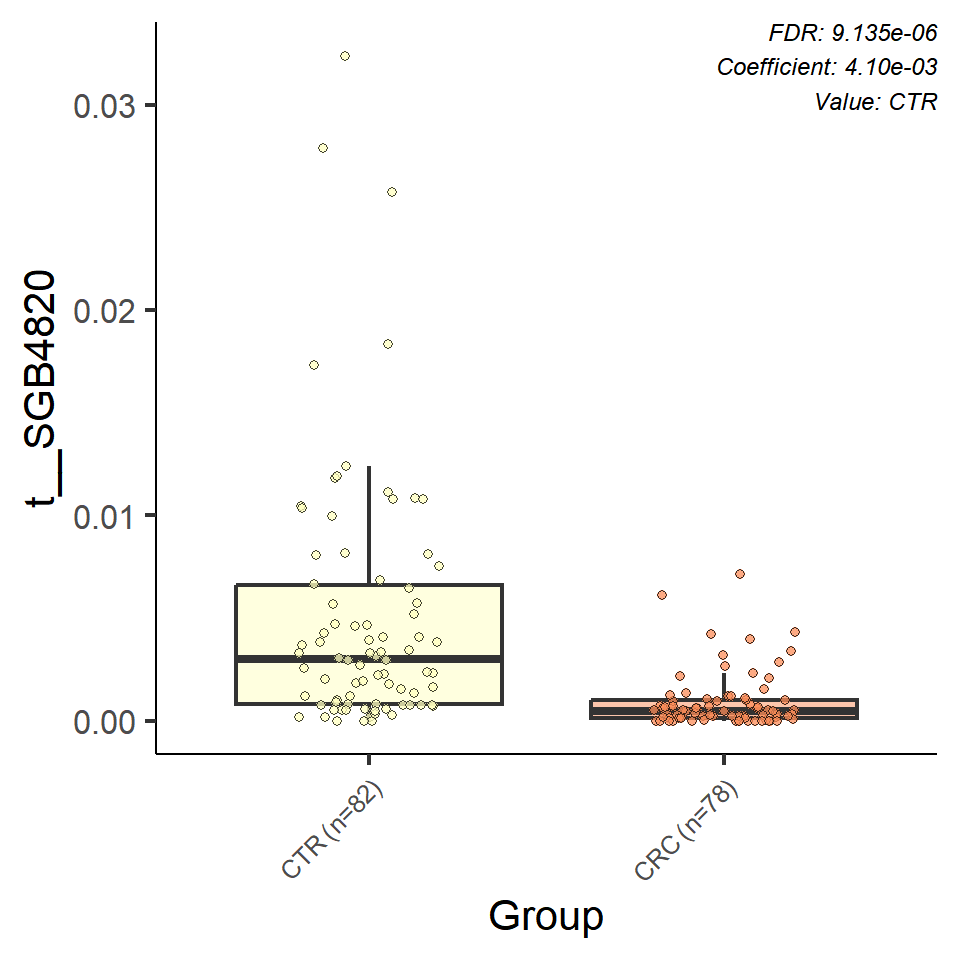 FDR: 9.135e-06
Coefficient: 4.10e-03
Value: CTR
0.03
0.02
0.01
0.00
t__SGB4820
CTR (n=82)
CRC (n=78)
Group